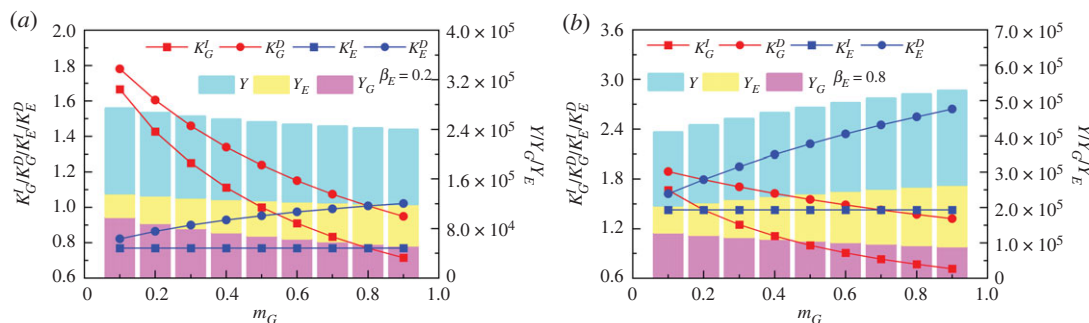 (a)
2.0
1.8
1.6
1.4
1.2
1.0
0.8
0.6
K_G^I/K_G^D/K_E^I/K_E^D
K_G^I K_G^D K_E^I K_E^D
Y Y_E Y_G β_E = 0.2
4.0 × 10^5
3.2 × 10^5
2.4 × 10^5
1.6 × 10^5
1.2 × 10^5
8.0 × 10^4
0
Y/Y_G/Y_E
0 0.2 0.4 0.6 0.8 1.0
m_G
(b)
3.6
3.0
2.4
1.8
1.2
0.6
K_G^I/K_G^D/K_E^I/K_E^D
K_G^I K_G^D K_E^I K_E^D
Y Y_E Y_G β_E = 0.8
7.0 × 10^5
6.0 × 10^5
5.0 × 10^5
4.0 × 10^5
3.0 × 10^5
2.0 × 10^5
1.0 × 10^5
0
Y/Y_G/Y_E
0 0.2 0.4 0.6 0.8 1.0
m_G